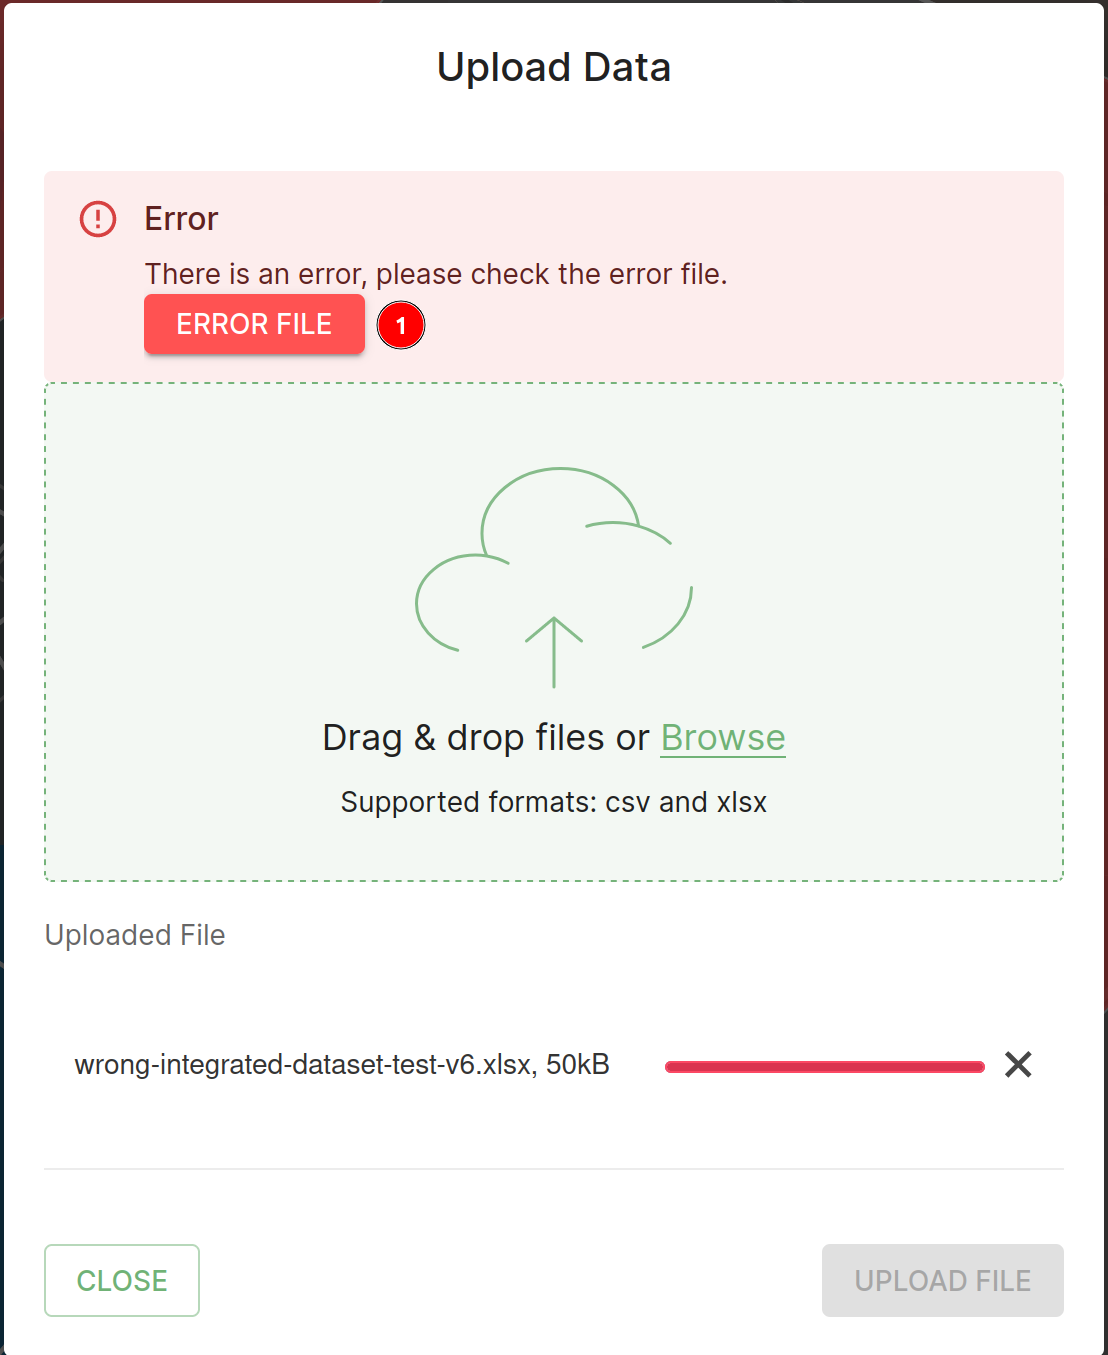 Upload Data
Error
There is an error, please check the error file.
ERROR FILE 1
Drag & drop files or Browse
Supported formats: csv and xlsx
Uploaded File
wrong-integrated-dataset-test-v6.xlsx, 50kB
CLOSE UPLOAD FILE